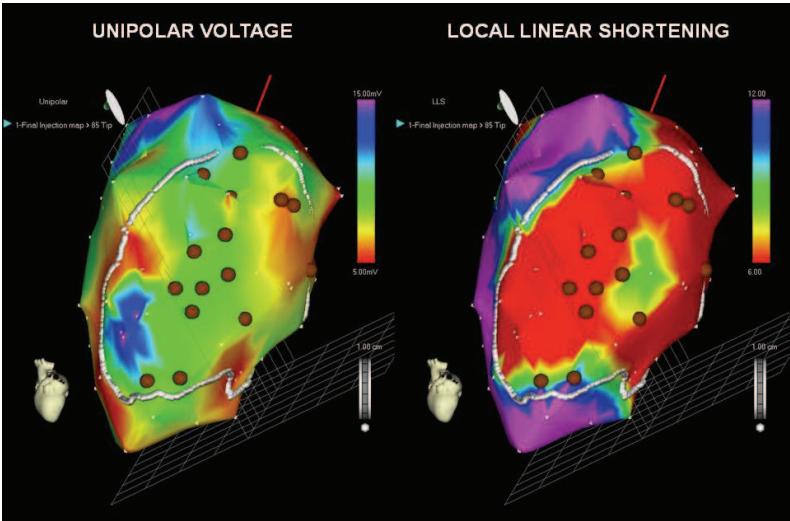 UNIPOLAR VOLTAGE
LOCAL LINEAR SHORTENING
Unipolar
15.00mV
1-Final Injection map > 85 Tip
5.00mV
1.00 cm
LLS
12.00
1-Final Injection map > 85 Tip
6.00
1.00 cm